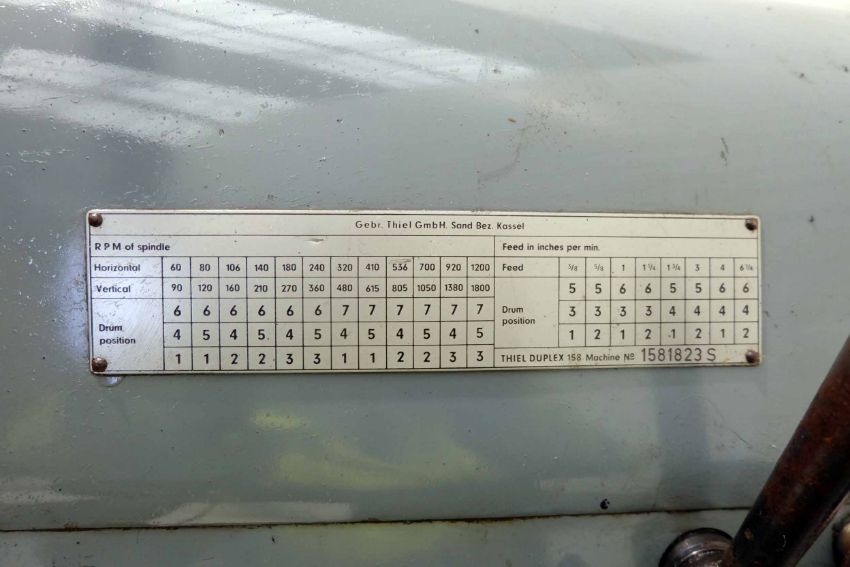 Gebr. Thiel GmbH. Sand Bez. Kassel
R P M of spindle
Horizontal 60 80 106 140 180 240 320 410 536 700 920 1200
Vertical 90 120 160 210 270 360 480 615 805 1050 1380 1800
Drum position
6 6 6 6 6 6 7 7 7 7 7 7
4 5 4 5 4 5 4 5 4 5 4 5
1 1 2 2 3 3 1 1 2 2 3 3
Feed in inches per min.
Feed 3/8 5/8 1 1 1/4 1 3/4 3 4 6 1/4
Drum position
5 5 6 6 5 5 6 6
3 3 3 3 4 4 4 4
1 2 1 2 1 2 1 2
THIEL DUPLEX 158 Machine Nº 1581823 S